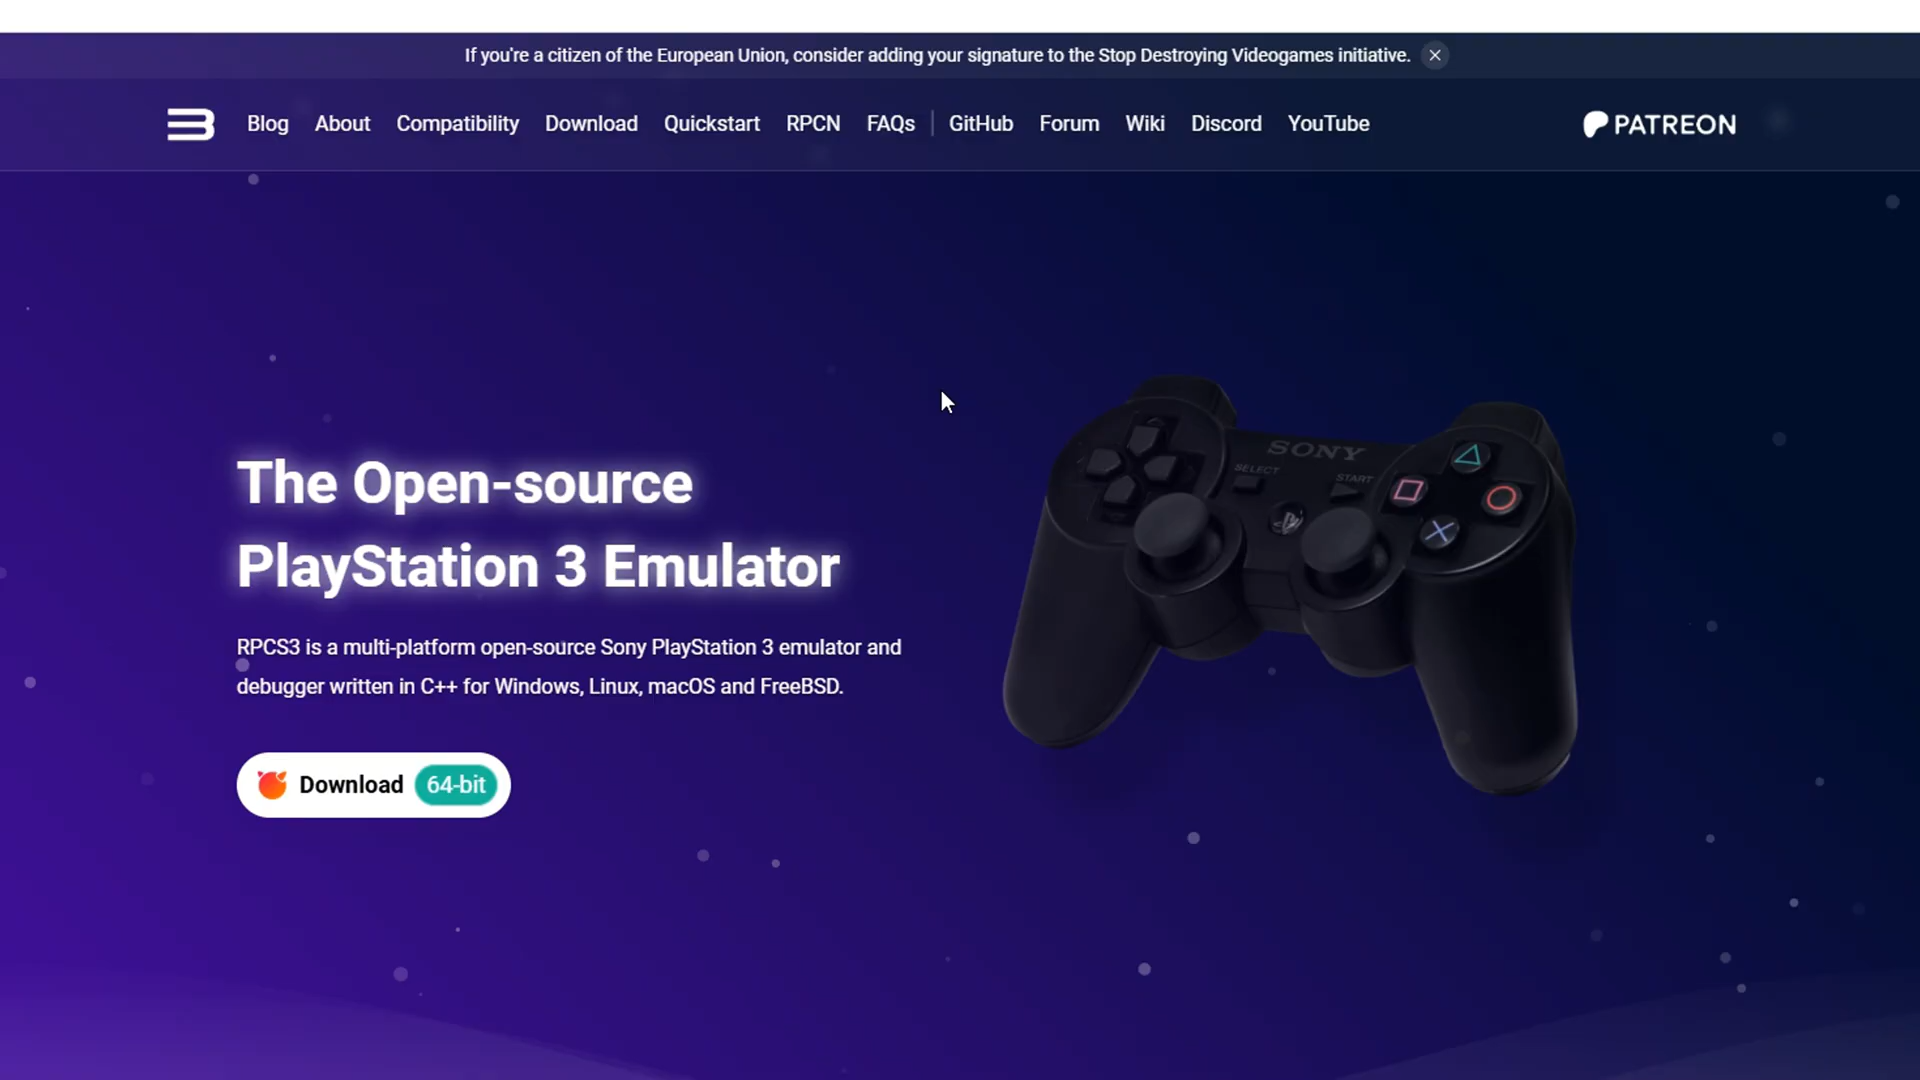 If you're a citizen of the European Union, consider adding your signature to the Stop Destroying Videogames initiative.
Blog About Compatibility Download Quickstart RPCN FAQs GitHub Forum Wiki Discord YouTube PATREON
The Open-source
PlayStation 3 Emulator
RPCS3 is a multi-platform open-source Sony PlayStation 3 emulator and
debugger written in C++ for Windows, Linux, macOS and FreeBSD.
Download 64-bit
SONY
SELECT
START